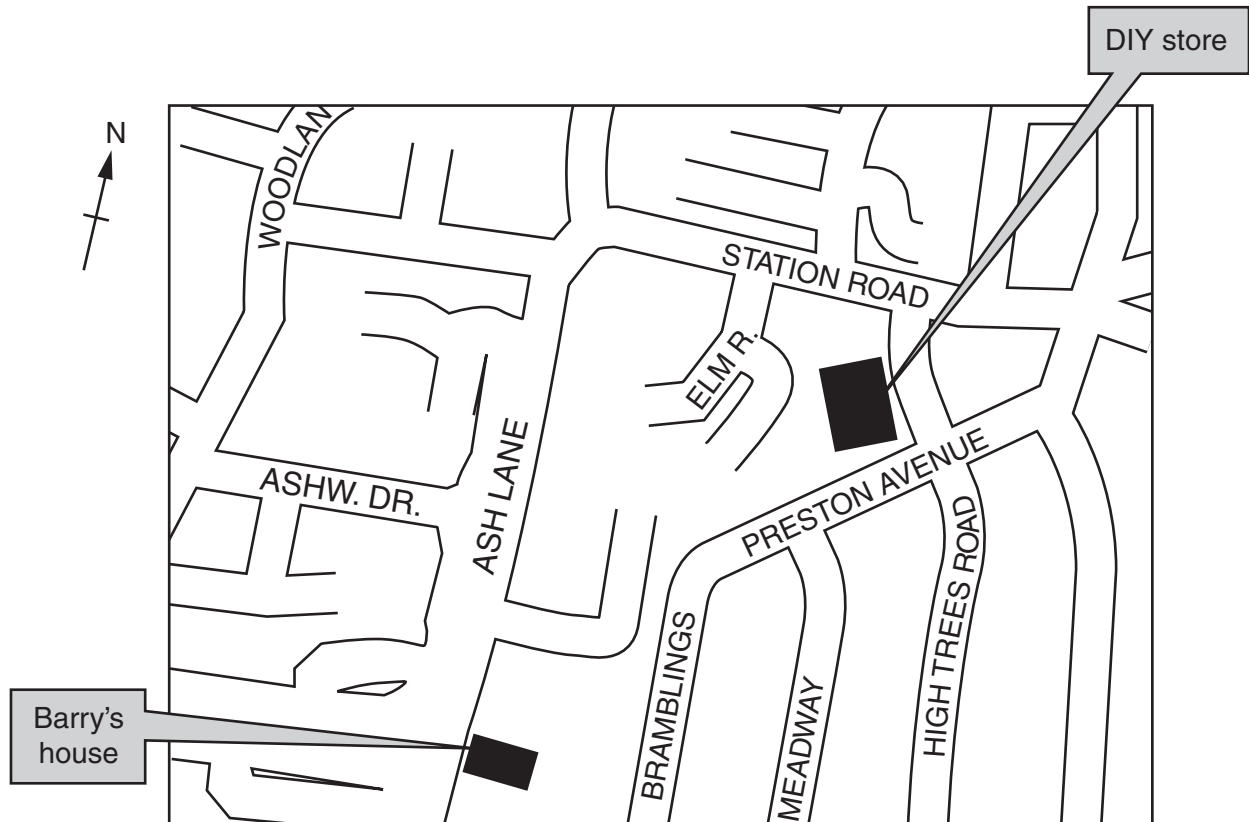 DIY store
N
WOODLAN
STATION ROAD
ELM R.
ASHW. DR.
ASH LANE
PRESTON AVENUE
HIGH TREES ROAD
BRAMBLINGS
MEADWAY
Barry's
house